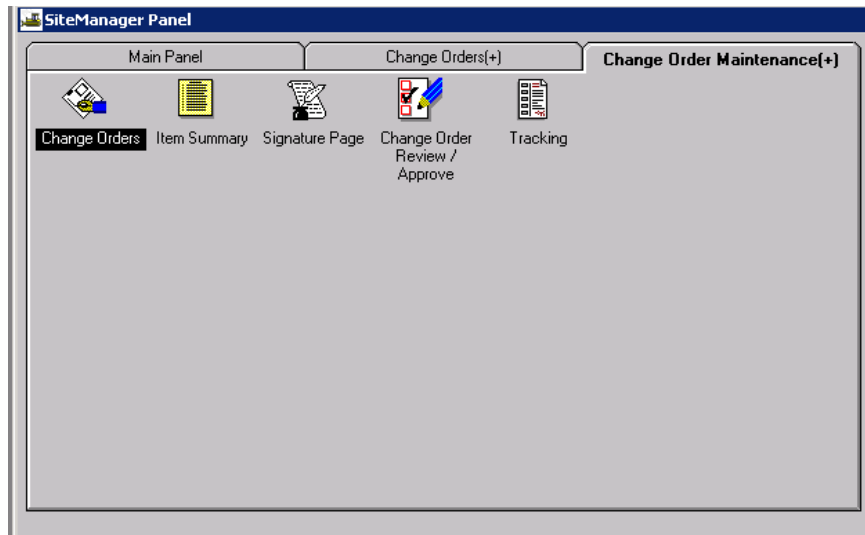 SiteManager Panel
Main Panel
Change Orders(+)
Change Order Maintenance(+)
Change Orders
Item Summary
Signature Page
Change Order
Review /
Approve
Tracking